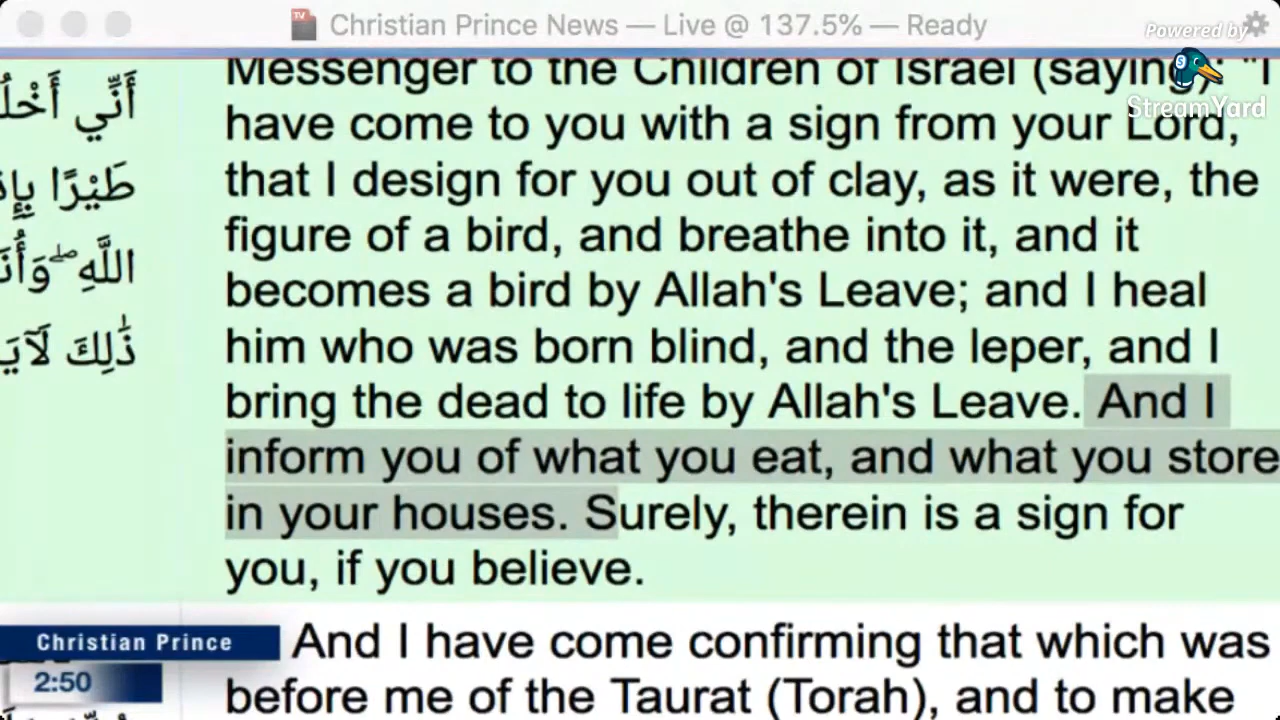 Christian Prince News — Live @ 137.5% — Ready
Powered by
StreamYard
Messenger to the Children of Israel (saying): "I
have come to you with a sign from your Lord,
that I design for you out of clay, as it were, the
figure of a bird, and breathe into it, and it
becomes a bird by Allah's Leave; and I heal
him who was born blind, and the leper, and I
bring the dead to life by Allah's Leave. And I
inform you of what you eat, and what you store
in your houses. Surely, therein is a sign for
you, if you believe.
And I have come confirming that which was
before me of the Taurat (Torah), and to make
أَنِّي
طَيْرًا
اللَّهِ ۖ
ذَٰلِكَ
Christian Prince
2:50